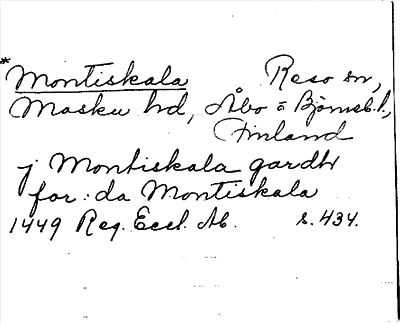 *Montiskala Reso sn,
Masku hd, Åbo o Björneb. l.,
Finland
j Montiskala gardh
for: da Montiskala
1449 Reg. Eccl. Ab. s. 434.